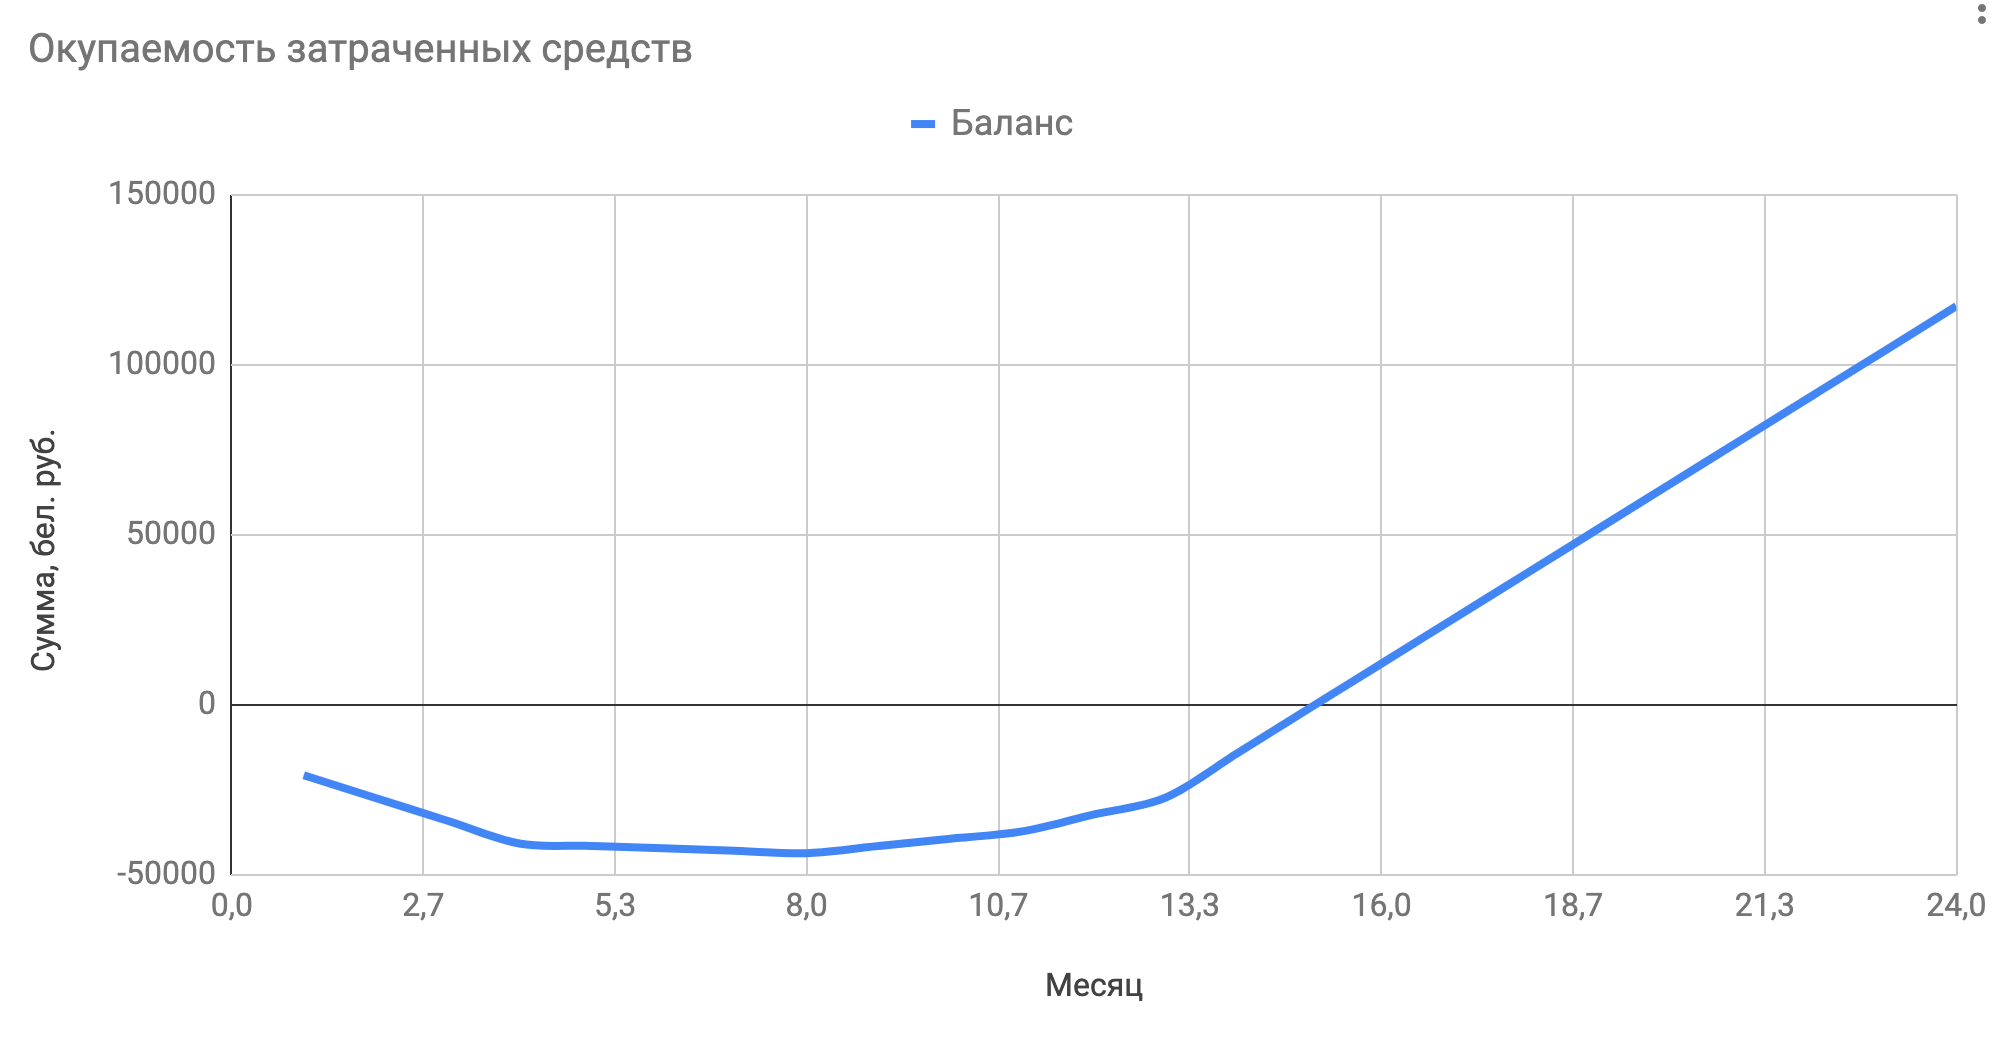 Окупаемость затраченных средств
Баланс
150000
100000
50000
0
-50000
Сумма, бел. руб.
0,0 2,7 5,3 8,0 10,7 13,3 16,0 18,7 21,3 24,0
Месяц